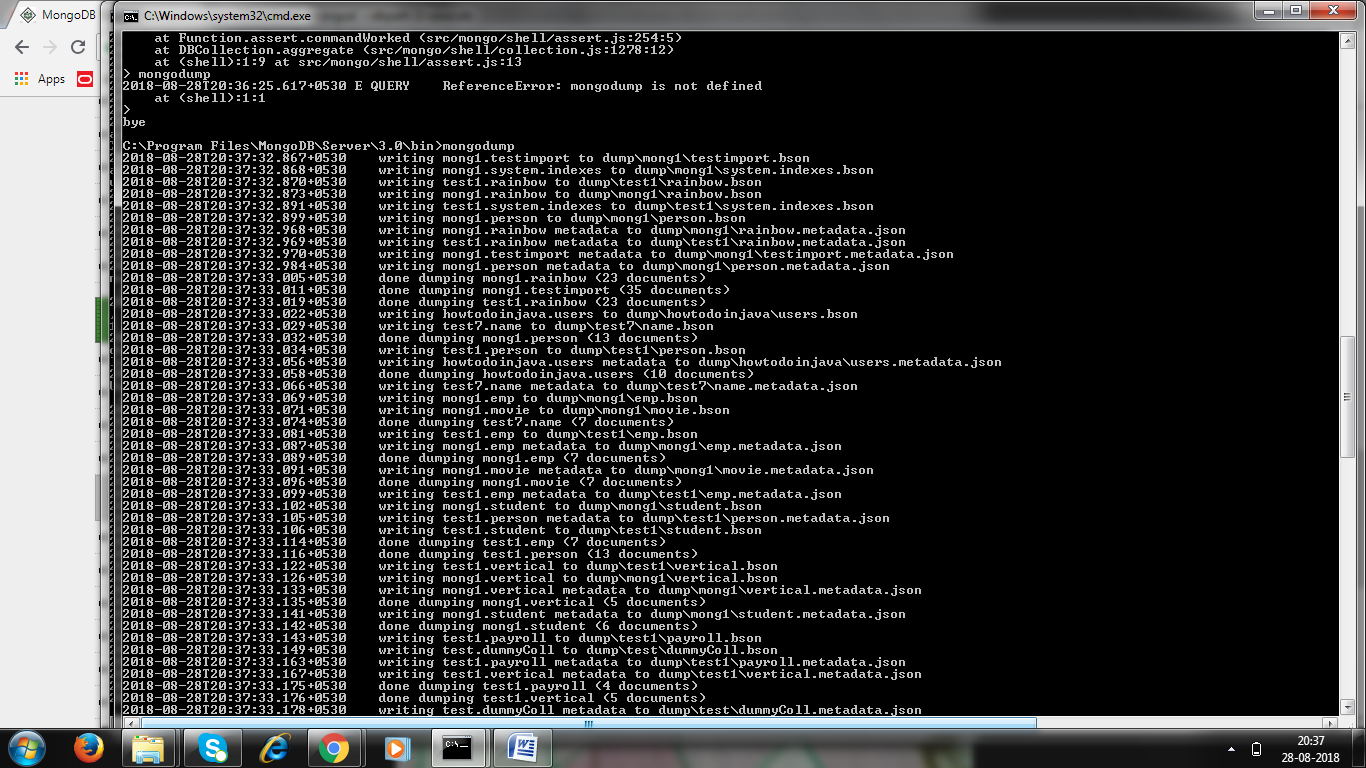 MongoDB
C:\Windows\system32\cmd.exe
Apps
    at Function.assert.commandWorked (src/mongo/shell/assert.js:254:5)
    at DBCollection.aggregate (src/mongo/shell/collection.js:1278:12)
    at (shell):1:9 at src/mongo/shell/assert.js:13
> mongodump
2018-08-28T20:36:25.617+0530 E QUERY    ReferenceError: mongodump is not defined
    at (shell):1:1
>
bye
C:\Program Files\MongoDB\Server\3.0\bin>mongodump
2018-08-28T20:37:32.867+0530    writing mong1.testimport to dump\mong1\testimport.bson
2018-08-28T20:37:32.868+0530    writing mong1.system.indexes to dump\mong1\system.indexes.bson
2018-08-28T20:37:32.870+0530    writing test1.rainbow to dump\test1\rainbow.bson
2018-08-28T20:37:32.873+0530    writing mong1.rainbow to dump\mong1\rainbow.bson
2018-08-28T20:37:32.891+0530    writing test1.system.indexes to dump\test1\system.indexes.bson
2018-08-28T20:37:32.899+0530    writing mong1.person to dump\mong1\person.bson
2018-08-28T20:37:32.968+0530    writing mong1.rainbow metadata to dump\mong1\rainbow.metadata.json
2018-08-28T20:37:32.969+0530    writing test1.rainbow metadata to dump\test1\rainbow.metadata.json
2018-08-28T20:37:32.970+0530    writing mong1.testimport metadata to dump\mong1\testimport.metadata.json
2018-08-28T20:37:32.984+0530    writing mong1.person metadata to dump\mong1\person.metadata.json
2018-08-28T20:37:33.005+0530    done dumping mong1.rainbow (23 documents)
2018-08-28T20:37:33.011+0530    done dumping mong1.testimport (35 documents)
2018-08-28T20:37:33.019+0530    done dumping test1.rainbow (23 documents)
2018-08-28T20:37:33.022+0530    writing howtodoinjava.users to dump\howtodoinjava\users.bson
2018-08-28T20:37:33.029+0530    writing test7.name to dump\test7\name.bson
2018-08-28T20:37:33.032+0530    done dumping mong1.person (13 documents)
2018-08-28T20:37:33.034+0530    writing test1.person to dump\test1\person.bson
2018-08-28T20:37:33.056+0530    writing howtodoinjava.users metadata to dump\howtodoinjava\users.metadata.json
2018-08-28T20:37:33.058+0530    done dumping howtodoinjava.users (10 documents)
2018-08-28T20:37:33.066+0530    writing test7.name metadata to dump\test7\name.metadata.json
2018-08-28T20:37:33.069+0530    writing mong1.emp to dump\mong1\emp.bson
2018-08-28T20:37:33.071+0530    writing mong1.movie to dump\mong1\movie.bson
2018-08-28T20:37:33.074+0530    done dumping test7.name (7 documents)
2018-08-28T20:37:33.081+0530    writing test1.emp to dump\test1\emp.bson
2018-08-28T20:37:33.087+0530    writing mong1.emp metadata to dump\mong1\emp.metadata.json
2018-08-28T20:37:33.089+0530    done dumping mong1.emp (7 documents)
2018-08-28T20:37:33.091+0530    writing mong1.movie metadata to dump\mong1\movie.metadata.json
2018-08-28T20:37:33.096+0530    done dumping mong1.movie (7 documents)
2018-08-28T20:37:33.099+0530    writing test1.emp metadata to dump\test1\emp.metadata.json
2018-08-28T20:37:33.102+0530    writing mong1.student to dump\mong1\student.bson
2018-08-28T20:37:33.105+0530    writing test1.person metadata to dump\test1\person.metadata.json
2018-08-28T20:37:33.106+0530    writing test1.student to dump\test1\student.bson
2018-08-28T20:37:33.114+0530    done dumping test1.emp (7 documents)
2018-08-28T20:37:33.116+0530    done dumping test1.person (13 documents)
2018-08-28T20:37:33.122+0530    writing test1.vertical to dump\test1\vertical.bson
2018-08-28T20:37:33.126+0530    writing mong1.vertical to dump\mong1\vertical.bson
2018-08-28T20:37:33.133+0530    writing mong1.vertical metadata to dump\mong1\vertical.metadata.json
2018-08-28T20:37:33.135+0530    done dumping mong1.vertical (5 documents)
2018-08-28T20:37:33.141+0530    writing mong1.student metadata to dump\mong1\student.metadata.json
2018-08-28T20:37:33.142+0530    done dumping mong1.student (6 documents)
2018-08-28T20:37:33.143+0530    writing test1.payroll to dump\test1\payroll.bson
2018-08-28T20:37:33.149+0530    writing test.dummyColl to dump\test\dummyColl.bson
2018-08-28T20:37:33.163+0530    writing test1.payroll metadata to dump\test1\payroll.metadata.json
2018-08-28T20:37:33.167+0530    writing test1.vertical metadata to dump\test1\vertical.metadata.json
2018-08-28T20:37:33.175+0530    done dumping test1.payroll (4 documents)
2018-08-28T20:37:33.176+0530    done dumping test1.vertical (5 documents)
2018-08-28T20:37:33.178+0530    writing test.dummyColl metadata to dump\test\dummyColl.metadata.json
20:37
28-08-2018